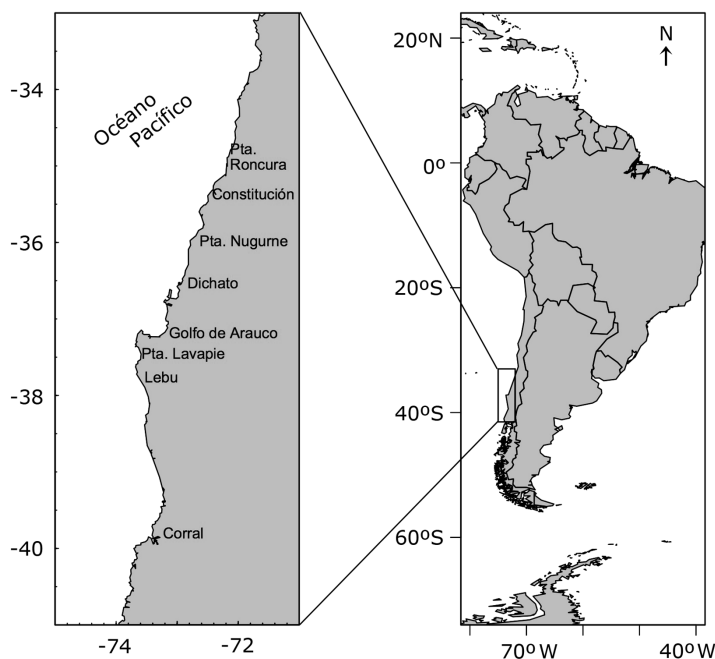 -34
-36
-38
-40
-74
-72
Océano
Pacífico
Pta.
Roncura
Constitución
Pta. Nugurne
Dichato
Golfo de Arauco
Pta. Lavapie
Lebu
Corral
N
20ºN
0º
20ºS
40ºS
60ºS
70ºW
40ºW